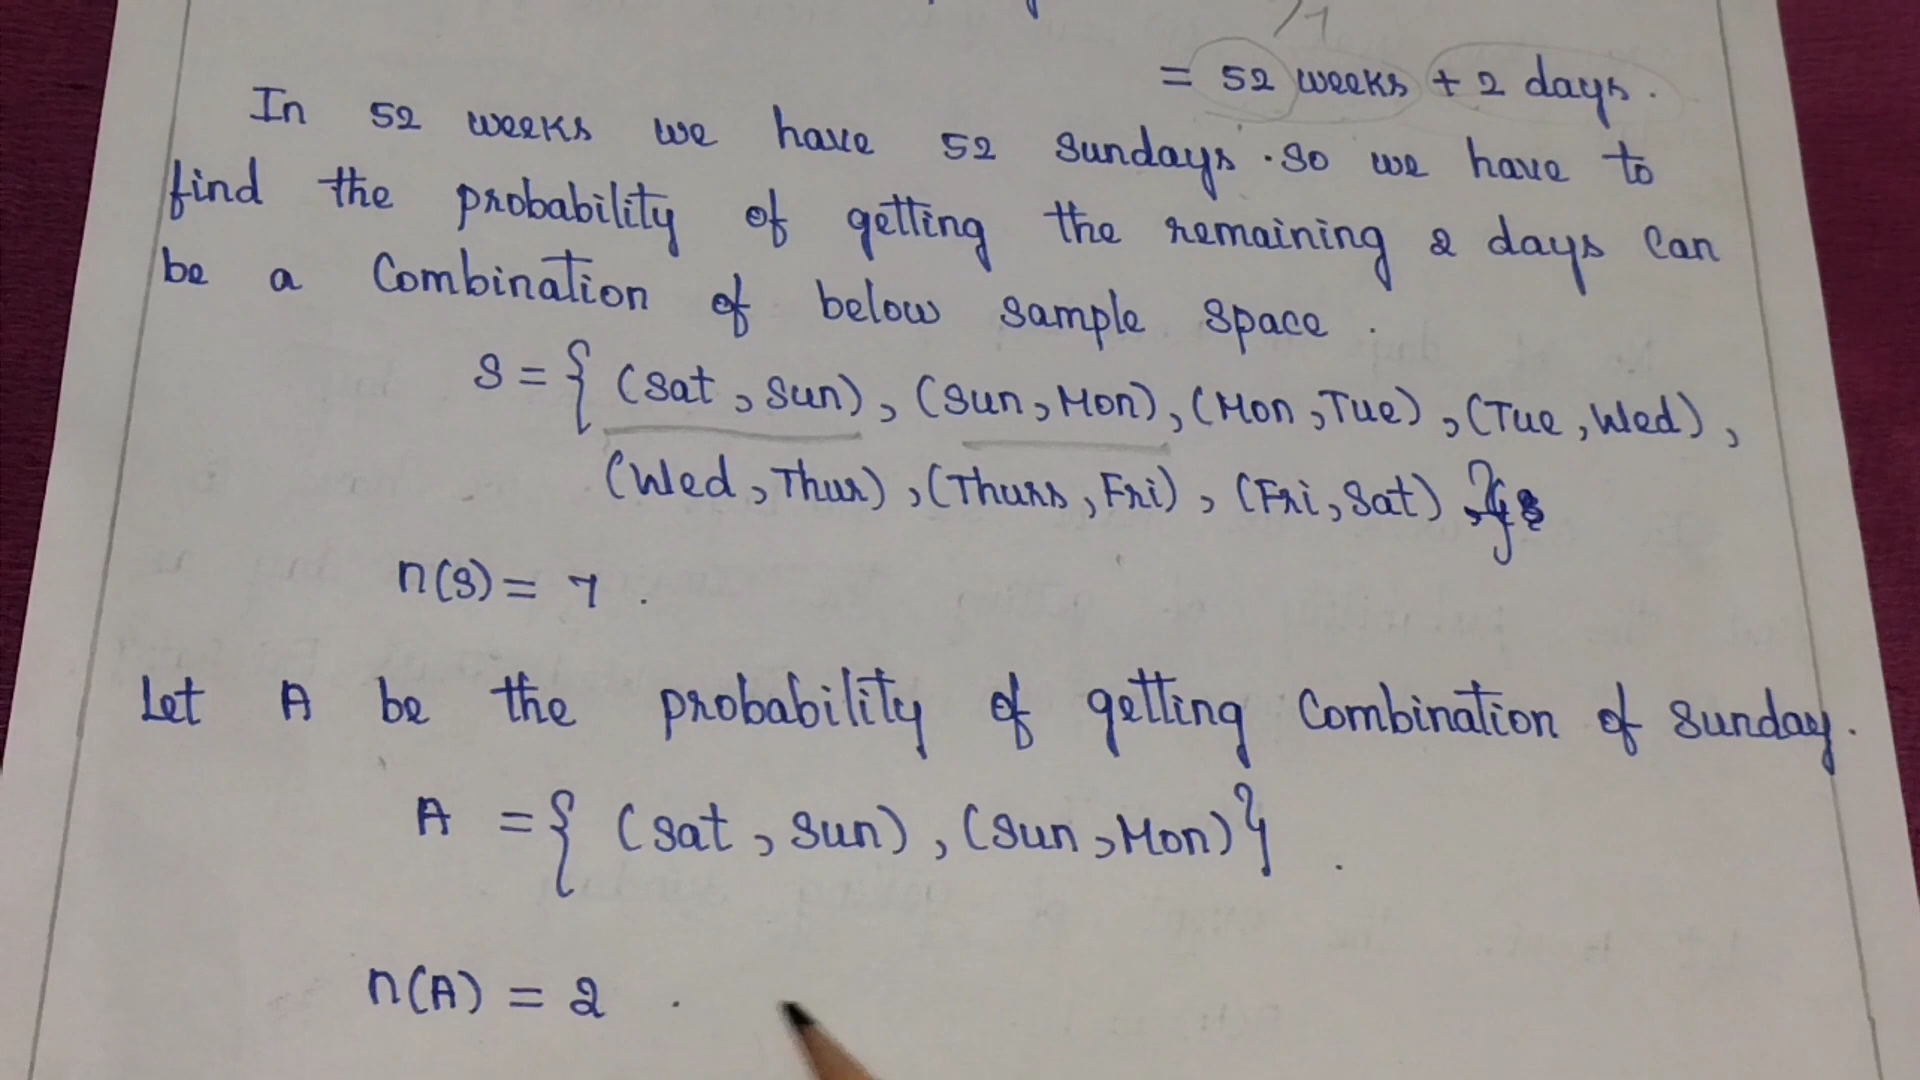 = 52 weeks + 2 days.
In 52 weeks we have 52 Sundays. So we have to
find the probability of getting the remaining 2 days can
be a combination of below sample space.
S = { (Sat, Sun), (Sun, Mon), (Mon, Tue), (Tue, Wed),
(Wed, Thur), (Thurs, Fri), (Fri, Sat) }
n(S) = 7.
Let A be the probability of getting combination of Sunday.
A = { (Sat, Sun), (Sun, Mon) }.
n(A) = 2.